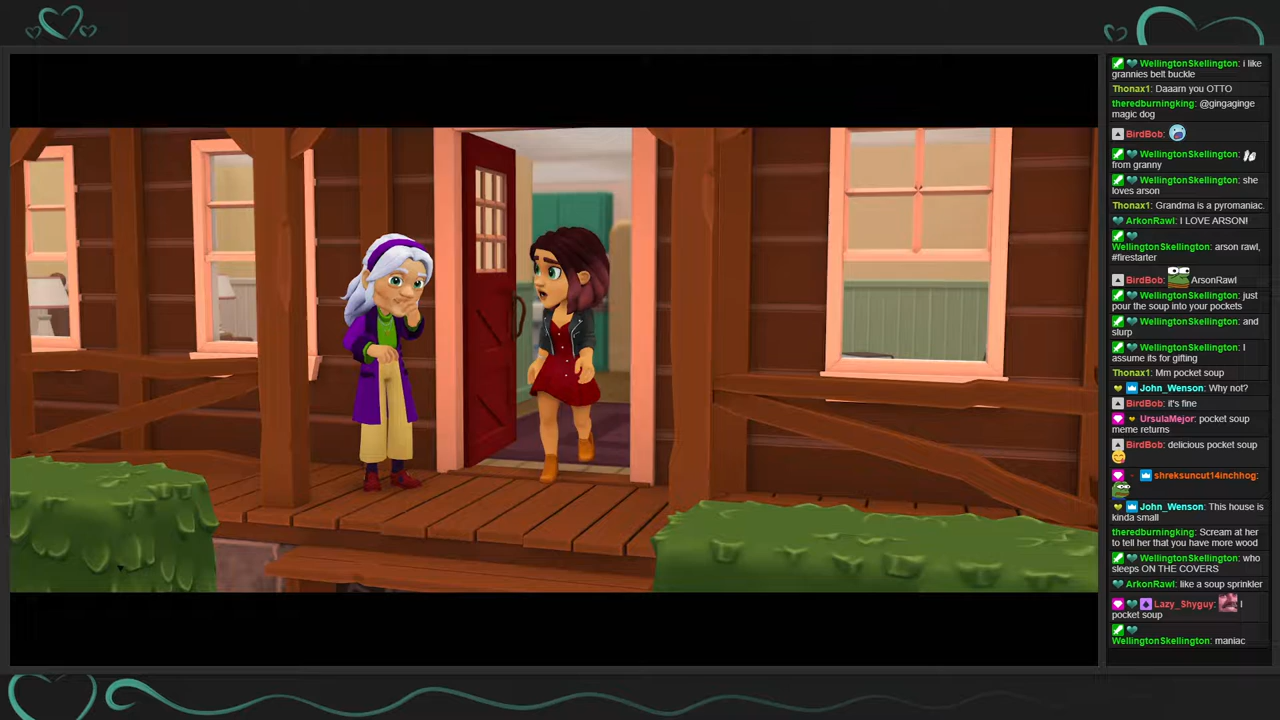 WellingtonSkellington: i like
grannies belt buckle
Thonax1: Daaarn you OTTO
theredburningking: @gingaginge
magic dog
BirdBob:
WellingtonSkellington:
from granny
WellingtonSkellington: she
loves arson
Thonax1: Grandma is a pyromaniac.
ArkonRawl: I LOVE ARSON!
WellingtonSkellington: arson rawl,
#firestarter
BirdBob: ArsonRawl
WellingtonSkellington: just
pour the soup into your pockets
WellingtonSkellington: and
slurp
WellingtonSkellington: I
assume its for gifting
Thonax1: Mm pocket soup
John_Wenson: Why not?
BirdBob: it's fine
UrsulaMejor: pocket soup
meme returns
BirdBob: delicious pocket soup
shreksuncut14inchhog:
John_Wenson: This house is
kinda small
theredburningking: Scream at her
to tell her that you have more wood
WellingtonSkellington: who
sleeps ON THE COVERS
ArkonRawl: like a soup sprinkler
Lazy_Shyguy: I
pocket soup
WellingtonSkellington: maniac